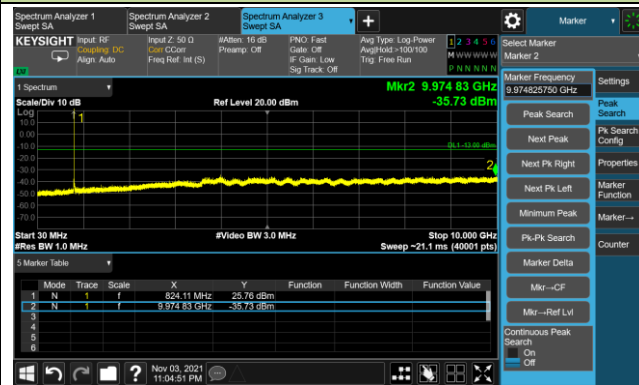 Spectrum Analyzer 1
Swept SA
Spectrum Analyzer 2
Swept SA
Spectrum Analyzer 3
Swept SA
Marker
KEYSIGHT
Input: RF
Coupling: DC
Align: Auto
Input Z: 50 Ω
Corr CCorr
Freq Ref: Int (S)
#Atten: 16 dB
Preamp: Off
PNO: Fast
Gate: Off
IF Gain: Low
Sig Track: Off
Avg Type: Log-Power
Avg|Hold:>100/100
Trig: Free Run
1 2 3 4 5 6
M W W W W W
P N N N N N
Select Marker
Marker 2
1 Spectrum
Mkr2 9.974 83 GHz
Scale/Div 10 dB
Ref Level 20.00 dBm
-35.73 dBm
Log
10.0
0.00
-10.0
-20.0
-30.0
-40.0
-50.0
-60.0
-70.0
1
DL1 -13.00 dBm
2
Start 30 MHz
#Video BW 3.0 MHz
Stop 10.000 GHz
#Res BW 1.0 MHz
Sweep ~21.1 ms (40001 pts)
5 Marker Table
Mode Trace Scale X Y Function Function Width Function Value
1 N 1 f 824.11 MHz 25.76 dBm
2 N 1 f 9.974 83 GHz -35.73 dBm
3
4
5
6
Marker Frequency
9.974825750 GHz
Peak Search
Next Peak
Next Pk Right
Next Pk Left
Minimum Peak
Pk-Pk Search
Marker Delta
Mkr→CF
Mkr→Ref Lvl
Continuous Peak
Search
On
Off
Settings
Peak
Search
Pk Search
Config
Properties
Marker
Function
Marker→
Counter
Nov 03, 2021
11:04:51 PM